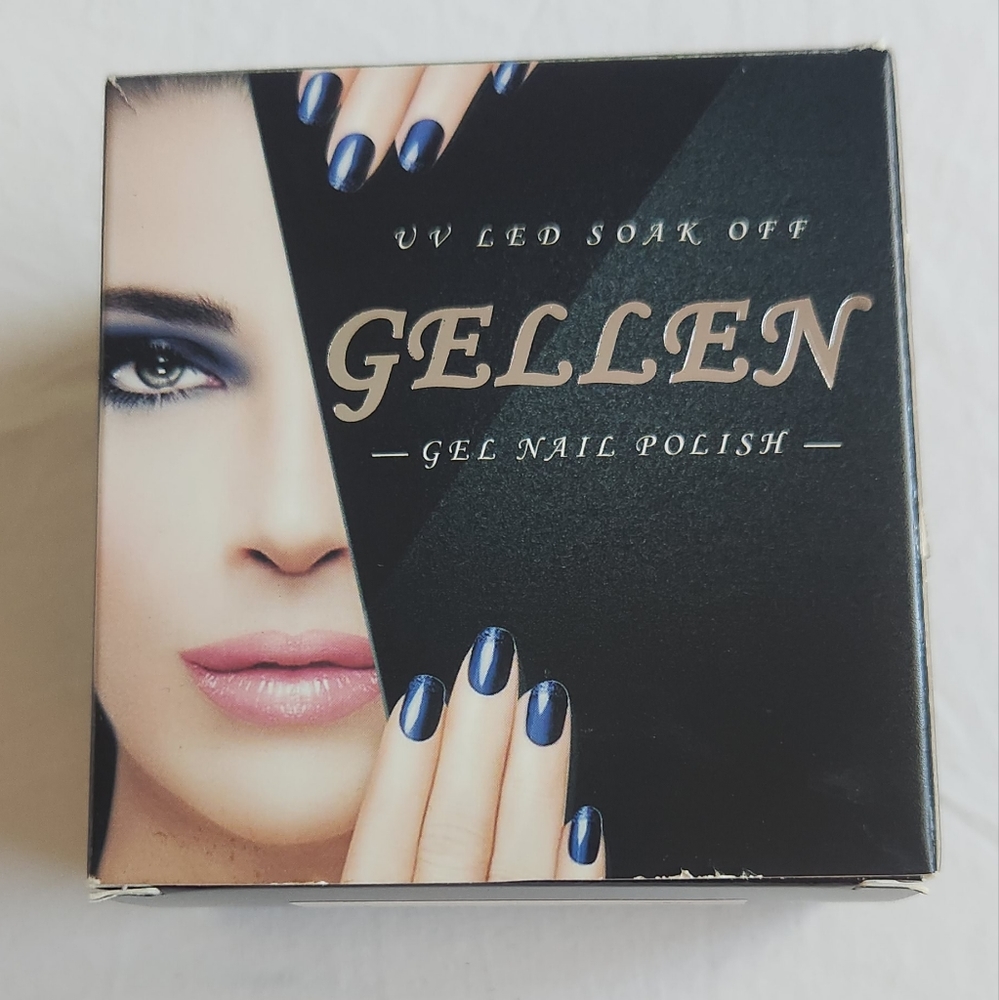 UV LED SOAK OFF
GELLEN
— GEL NAIL POLISH —